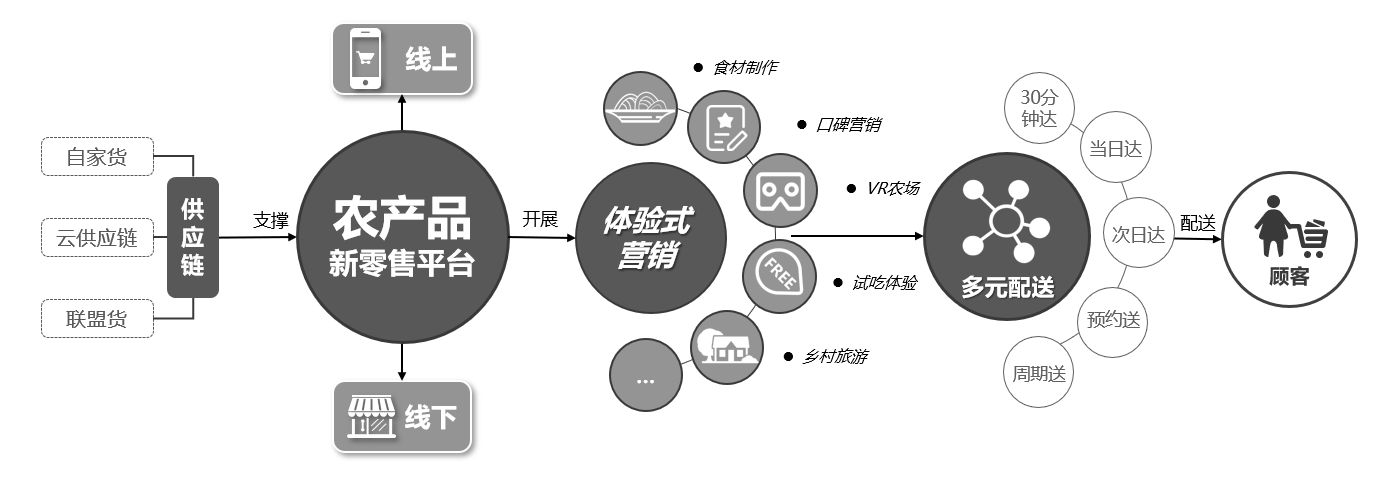 自家货
云供应链
联盟货
供
应
链
支撑
线上
农产品
新零售平台
线下
开展
体验式
营销
食材制作
口碑营销
VR农场
FREE
试吃体验
乡村旅游
...
多元配送
30分
钟达
当日达
次日达
预约送
周期送
配送
顾客